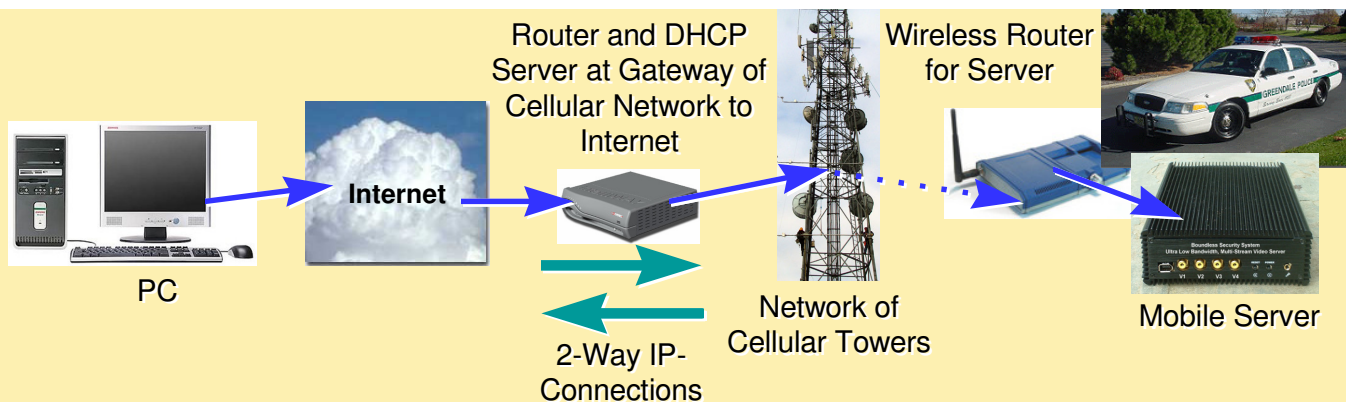 Router and DHCP
Server at Gateway of
Cellular Network to
Internet
Wireless Router
for Server
GREENDALE POLICE
Internet
PC
2-Way IP-
Connections
Network of
Cellular Towers
Boundless Security System
Ultra Low Bandwidth, Multi-Stream Video Server
V1 V2 V3 V4
Mobile Server